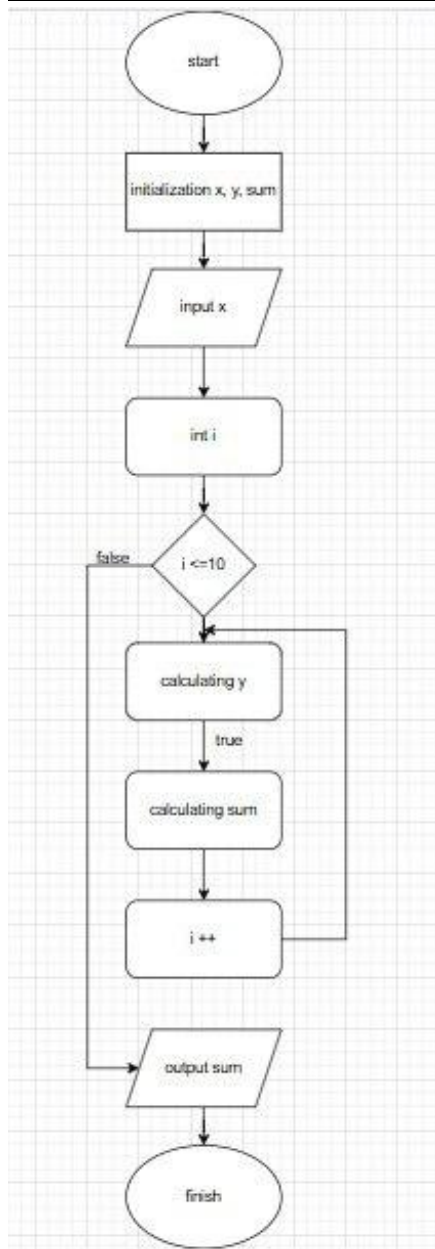 start
initialization x, y, sum
input x
int i
false
i <=10
calculating y
true
calculating sum
i ++
output sum
finish